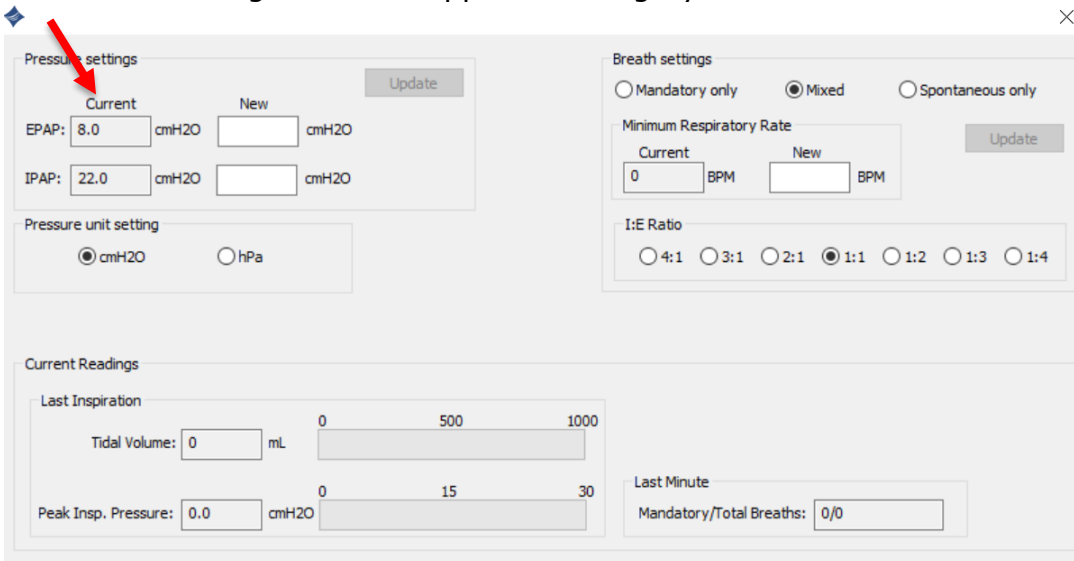 Pressure settings
Update
Current New
EPAP: 8.0 cmH2O cmH2O
IPAP: 22.0 cmH2O cmH2O
Pressure unit setting
cmH2O hPa
Breath settings
Mandatory only Mixed Spontaneous only
Minimum Respiratory Rate
Update
Current New
0 BPM BPM
I:E Ratio
4:1 3:1 2:1 1:1 1:2 1:3 1:4
Current Readings
Last Inspiration
0 500 1000
Tidal Volume: 0 mL
0 15 30
Peak Insp. Pressure: 0.0 cmH2O
Last Minute
Mandatory/Total Breaths: 0/0